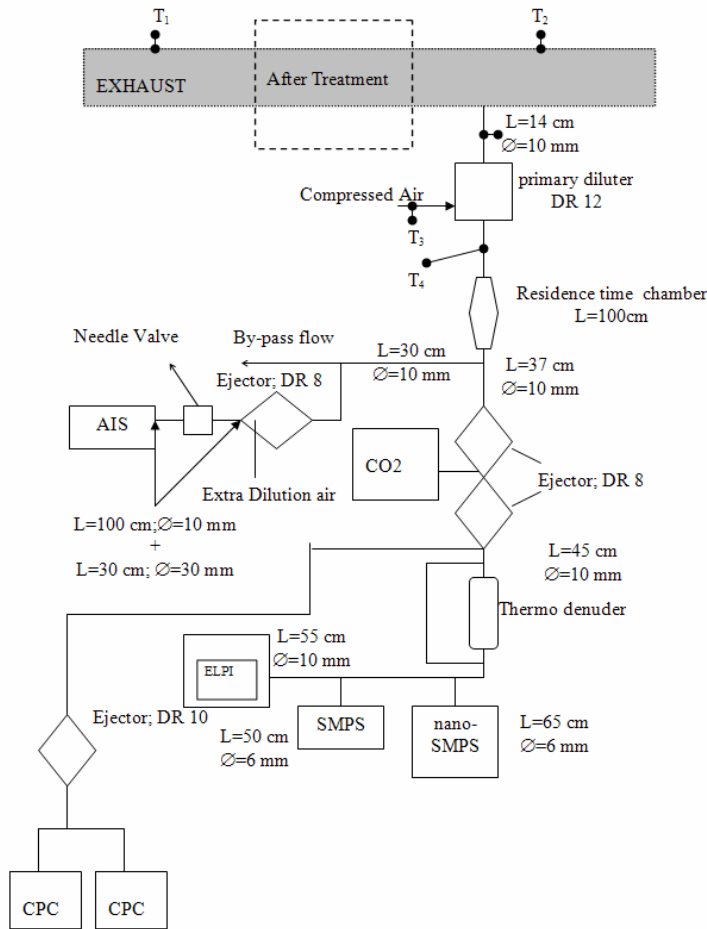 T1
T2
EXHAUST
After Treatment
L=14 cm
Ø=10 mm
primary diluter
DR 12
Compressed Air
T3
T4
Residence time chamber
L=100cm
Needle Valve
By-pass flow
L=30 cm
Ø=10 mm
L=37 cm
Ø=10 mm
Ejector; DR 8
AIS
CO2
Ejector; DR 8
Extra Dilution air
L=100 cm;Ø=10 mm
+
L=30 cm; Ø=30 mm
L=45 cm
Ø=10 mm
Thermo denuder
L=55 cm
Ø=10 mm
ELPI
Ejector; DR 10
L=50 cm
Ø=6 mm
SMPS
nano-
SMPS
L=65 cm
Ø=6 mm
CPC
CPC